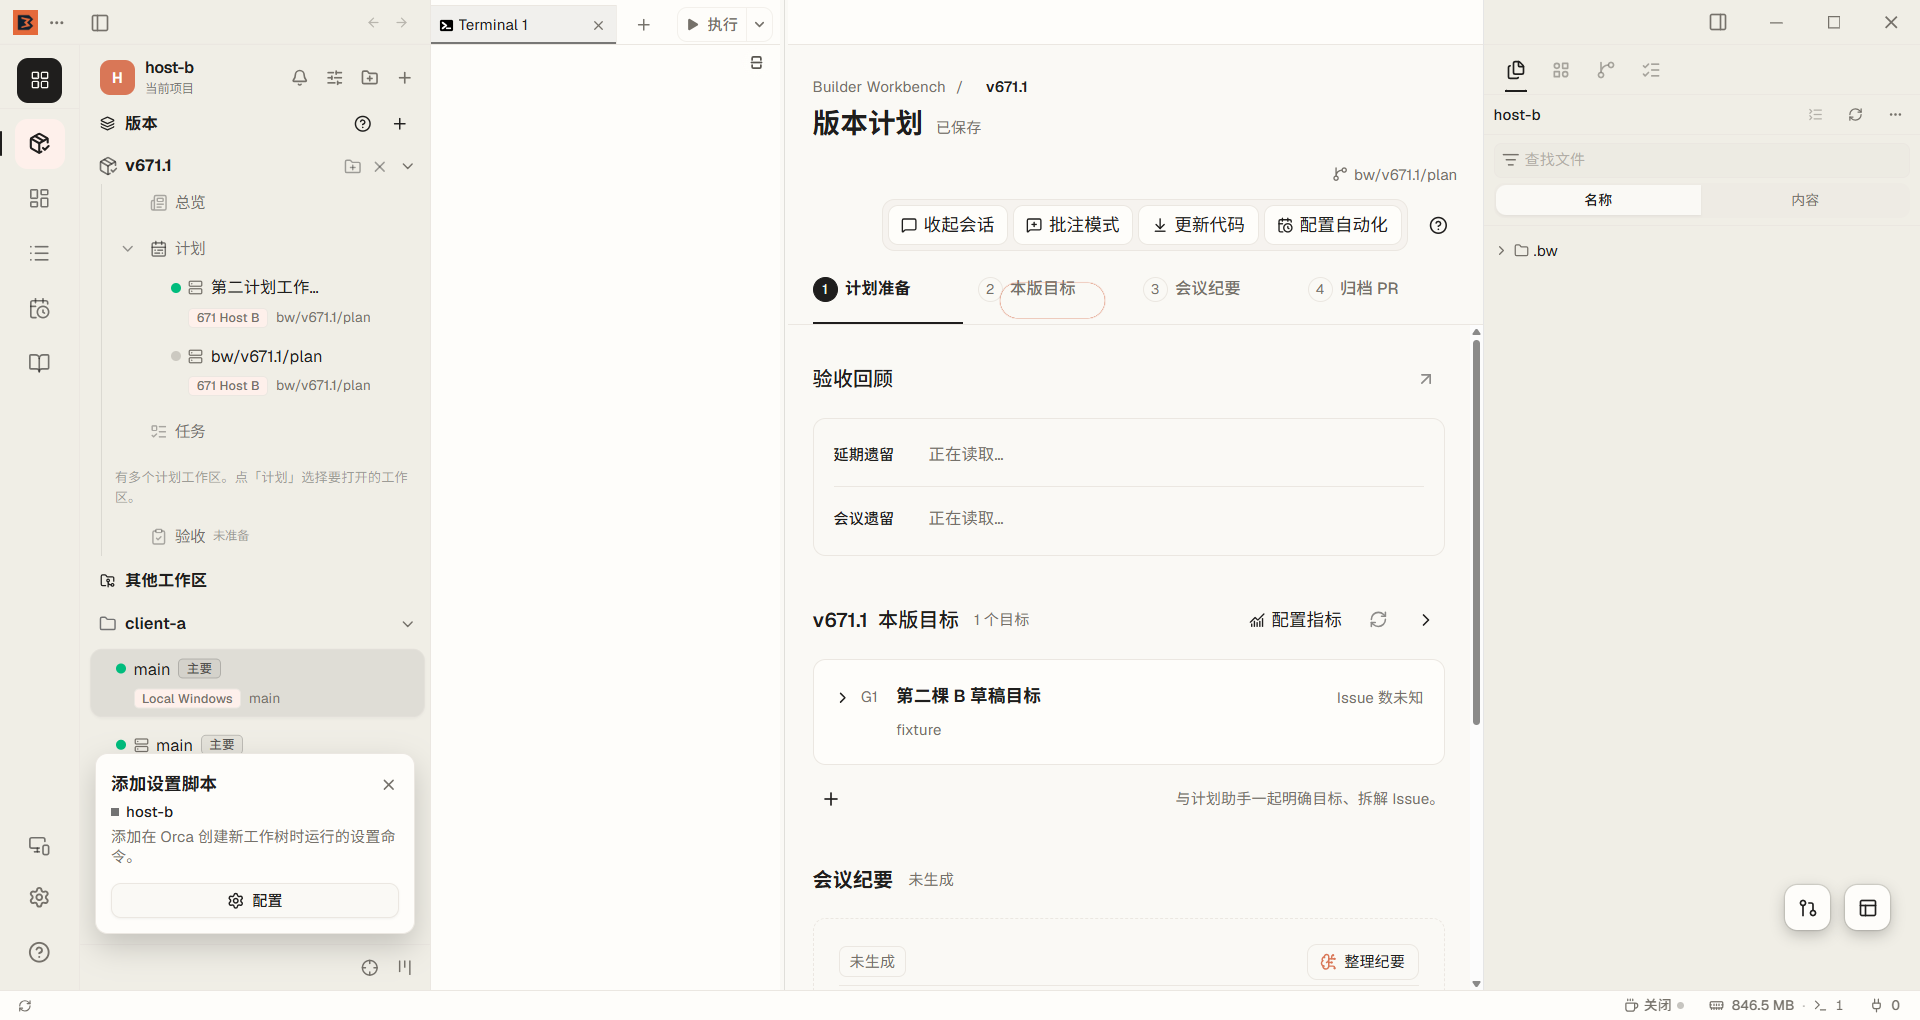 Terminal 1
执行
host-b
当前项目
版本
v671.1
总览
计划
第二计划工作...
671 Host B bw/v671.1/plan
bw/v671.1/plan
671 Host B bw/v671.1/plan
任务
有多个计划工作区。点「计划」选择要打开的工作
区。
验收 未准备
其他工作区
client-a
main 主要
Local Windows main
main 主要
添加设置脚本
host-b
添加在 Orca 创建新工作树时运行的设置命
令。
配置
Builder Workbench / v671.1
版本计划 已保存
bw/v671.1/plan
收起会话 批注模式 更新代码 配置自动化
1 计划准备 2 本版目标 3 会议纪要 4 归档 PR
验收回顾
延期遗留 正在读取...
会议遗留 正在读取...
v671.1 本版目标 1 个目标 配置指标
G1 第二棵 B 草稿目标 Issue 数未知
fixture
与计划助手一起明确目标、拆解 Issue。
会议纪要 未生成
未生成 整理纪要
host-b
查找文件
名称 内容
.bw
关闭 846.5 MB · 1 0